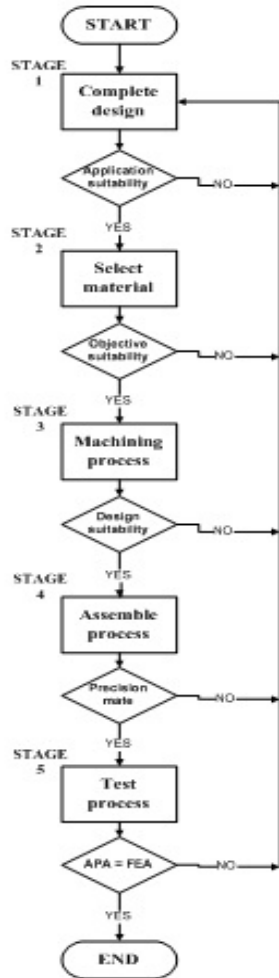 START
STAGE
1
Complete
design
Application
suitability
NO
YES
STAGE
2
Select
material
Objective
suitability
NO
YES
STAGE
3
Machining
process
Design
suitability
NO
YES
STAGE
4
Assemble
process
Precision
mate
NO
YES
STAGE
5
Test
process
APA = FEA
NO
YES
END